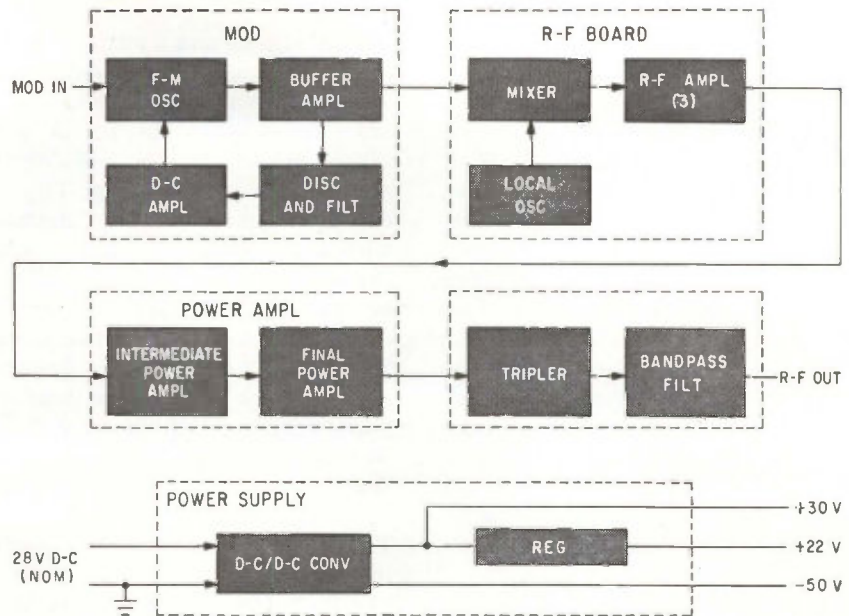 MOD
R-F BOARD
MOD IN
F-M
OSC
BUFFER
AMPL
MIXER
R-F AMPL
(3)
D-C
AMPL
DISC
AND FILT
LOCAL
OSC
POWER AMPL
INTERMEDIATE
POWER
AMPL
FINAL
POWER
AMPL
TRIPLER
BANDPASS
FILT
R-F OUT
POWER SUPPLY
28V D-C
(NOM)
D-C/D-C CONV
REG
+30 V
+22 V
-50 V